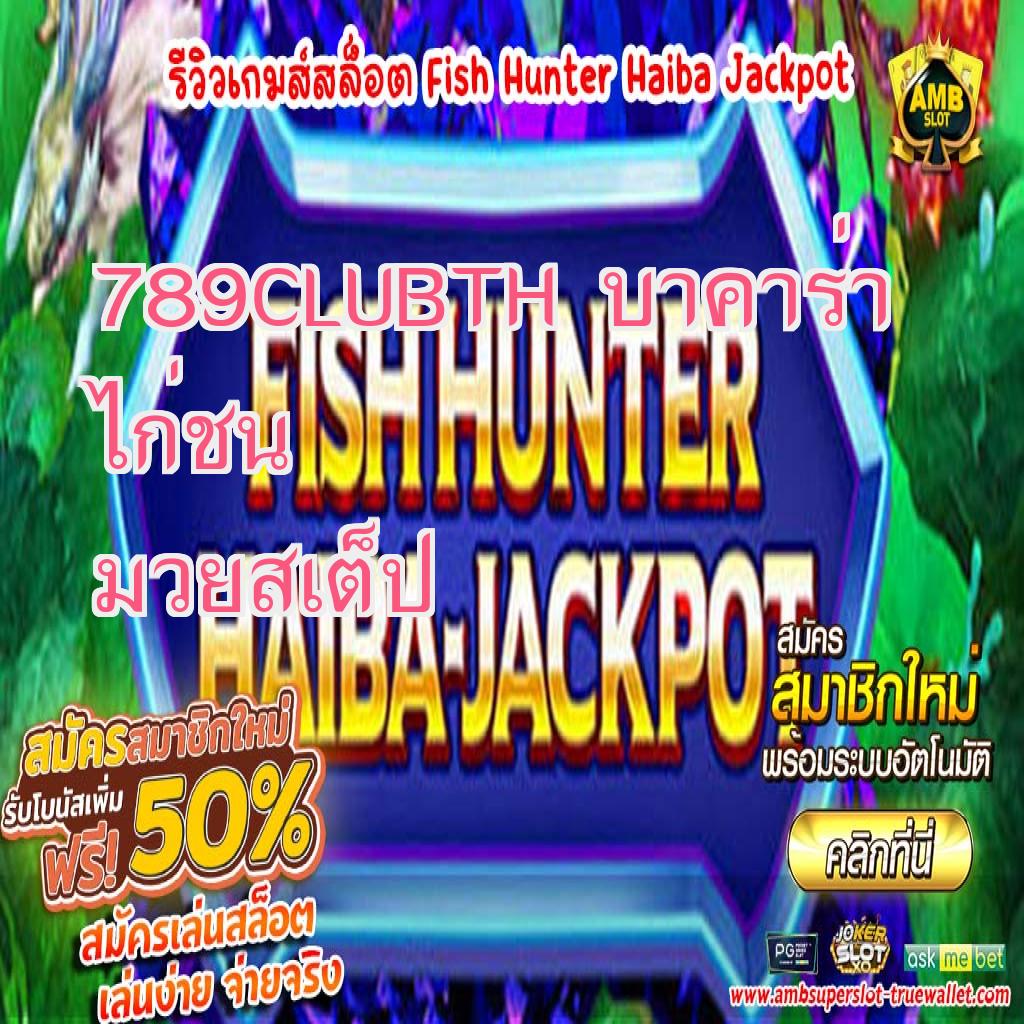 รีวิวเกมส์สล็อต Fish Hunter Haiba Jackpot
AMB
SLOT
789CLUBTH บาคาร่า
ไก่ชน
มวยสเต็ป
FISH HUNTER
HAIBA-JACKPOT
สมัคร
สมาชิกใหม่
พร้อมระบบอัตโนมัติ
คลิกที่นี่
สมัครสมาชิกใหม่
รับโบนัสเพิ่ม
ฟรี! 50%
สมัครเล่นสล็อต
เล่นง่าย จ่ายจริง
PG
JOKER
SLOT
XO
ask me bet
www.ambsuperslot-truewallet.com